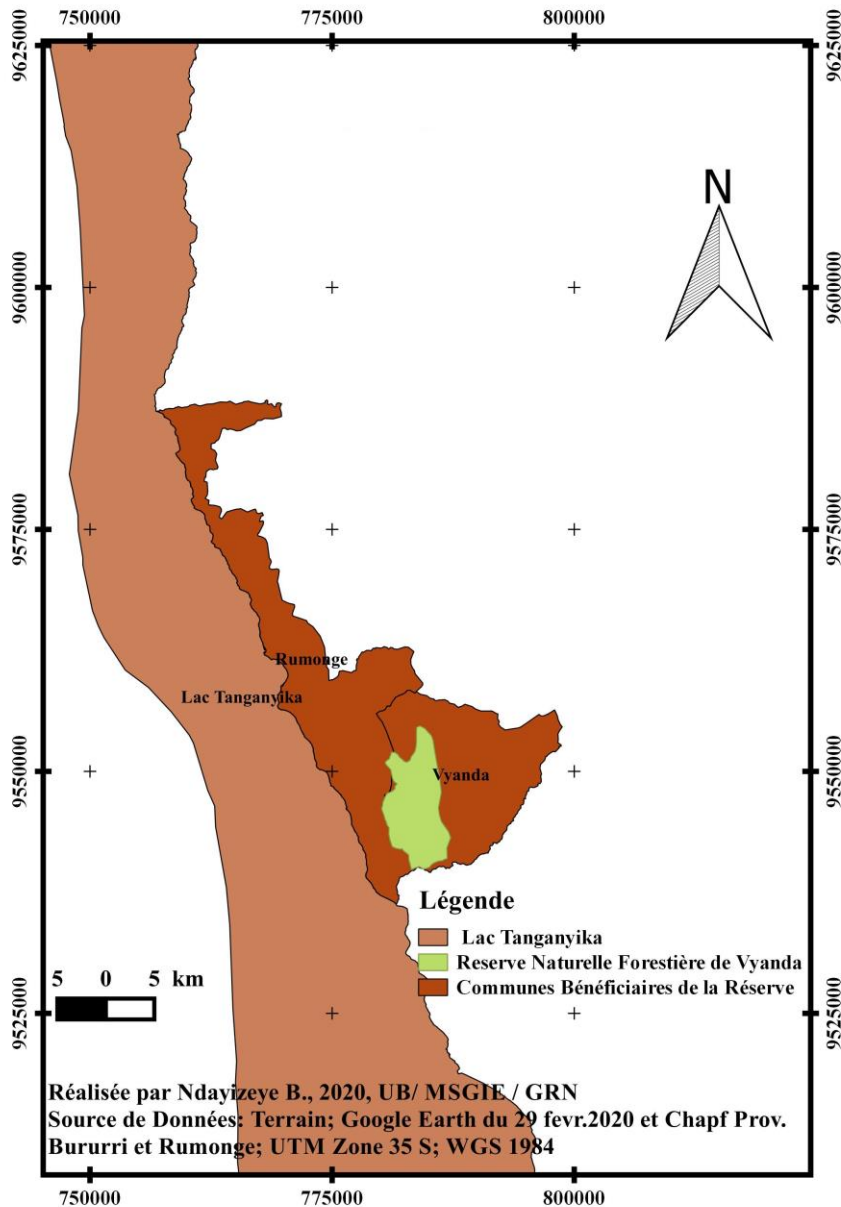 750000 775000 800000
9625000 9625000
N
9600000 9600000
9575000 9575000
Rumonge
Lac Tanganyika
Vyanda
9550000 9550000
Légende
Lac Tanganyika
Reserve Naturelle Forestière de Vyanda
Communes Bénéficiaires de la Réserve
5 0 5 km
9525000 9525000
Réalisée par Ndayizeye B., 2020, UB/ MSGIE / GRN
Source de Données: Terrain; Google Earth du 29 fevr.2020 et Chapf Prov.
Bururri et Rumonge; UTM Zone 35 S; WGS 1984
750000 775000 800000